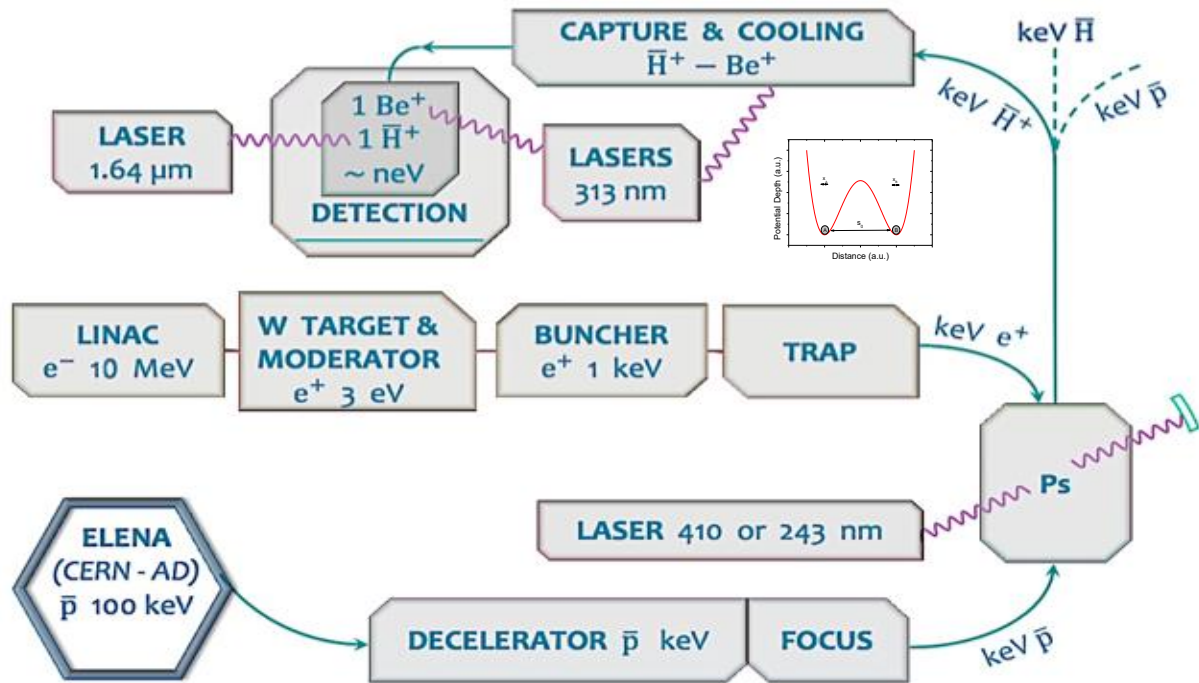 CAPTURE & COOLING
H̅⁺ – Be⁺
keV H̅
keV p̅
keV H̅⁺
LASER
1.64 µm
1 Be⁺
1 H̅⁺
~ neV
DETECTION
LASERS
313 nm
Potential Depth (a.u.)
Distance (a.u.)
LINAC
e⁻ 10 MeV
W TARGET &
MODERATOR
e⁺ 3 eV
BUNCHER
e⁺ 1 keV
TRAP
keV e⁺
Ps
LASER 410 or 243 nm
ELENA
(CERN - AD)
p̅ 100 keV
DECELERATOR p̅ keV
FOCUS
keV p̅